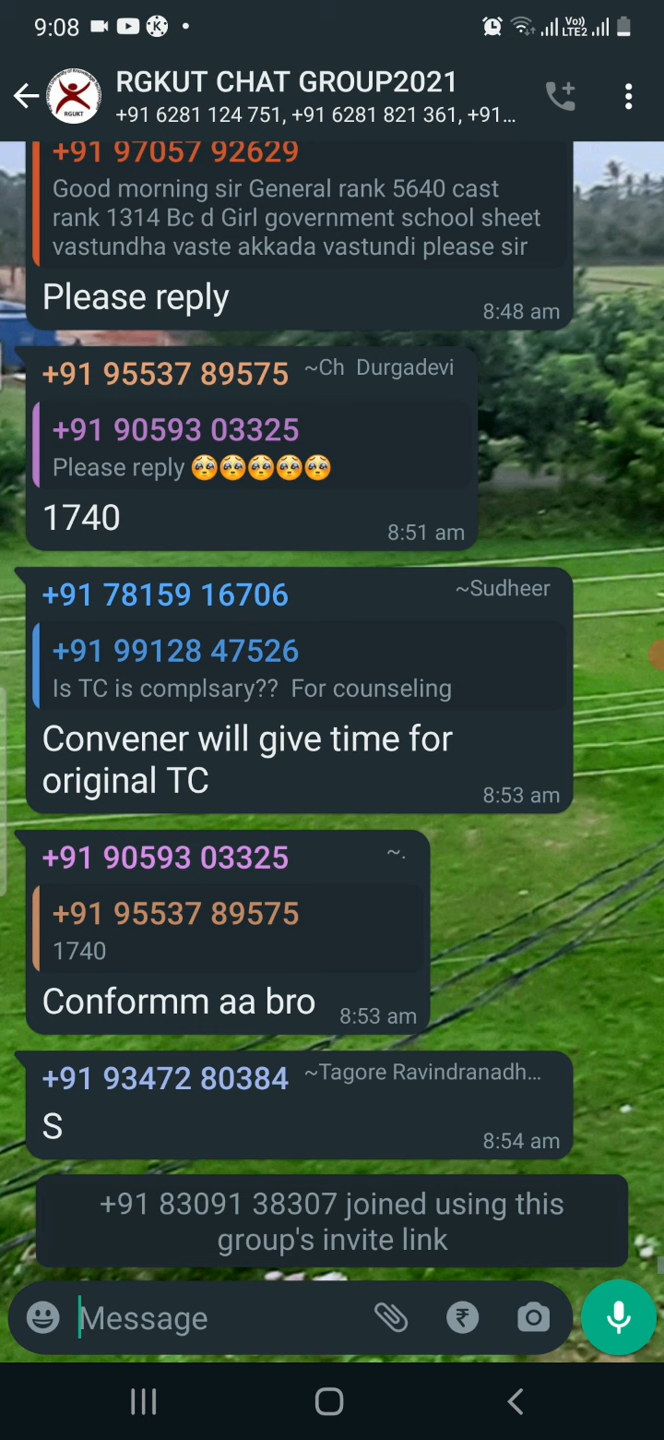 9:08
Vo)
LTE2
RGKUT CHAT GROUP2021
+91 6281 124 751, +91 6281 821 361, +91...
RGUKT
+91 97057 92629
Good morning sir General rank 5640 cast
rank 1314 Bc d Girl government school sheet
vastundha vaste akkada vastundi please sir
Please reply
8:48 am
+91 95537 89575 ~Ch Durgadevi
+91 90593 03325
Please reply 🥺🥺🥺🥺🥺
1740
8:51 am
+91 78159 16706 ~Sudheer
+91 99128 47526
Is TC is complsary?? For counseling
Convener will give time for
original TC
8:53 am
+91 90593 03325 ~.
+91 95537 89575
1740
Conformm aa bro
8:53 am
+91 93472 80384 ~Tagore Ravindranadh...
S
8:54 am
+91 83091 38307 joined using this
group's invite link
Message